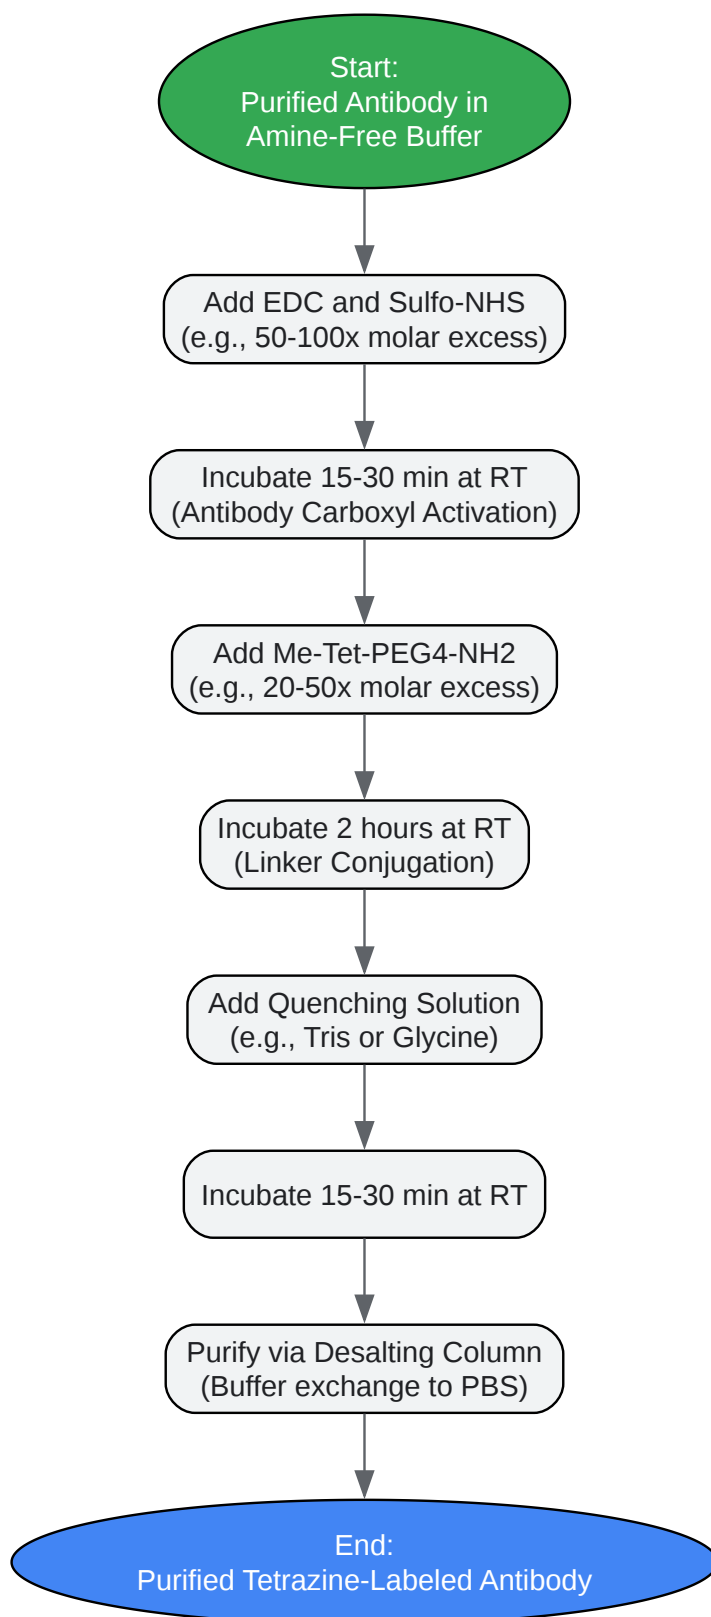 Start:
Purified Antibody in
Amine-Free Buffer
Add EDC and Sulfo-NHS
(e.g., 50-100x molar excess)
Incubate 15-30 min at RT
(Antibody Carboxyl Activation)
Add Me-Tet-PEG4-NH2
(e.g., 20-50x molar excess)
Incubate 2 hours at RT
(Linker Conjugation)
Add Quenching Solution
(e.g., Tris or Glycine)
Incubate 15-30 min at RT
Purify via Desalting Column
(Buffer exchange to PBS)
End:
Purified Tetrazine-Labeled Antibody